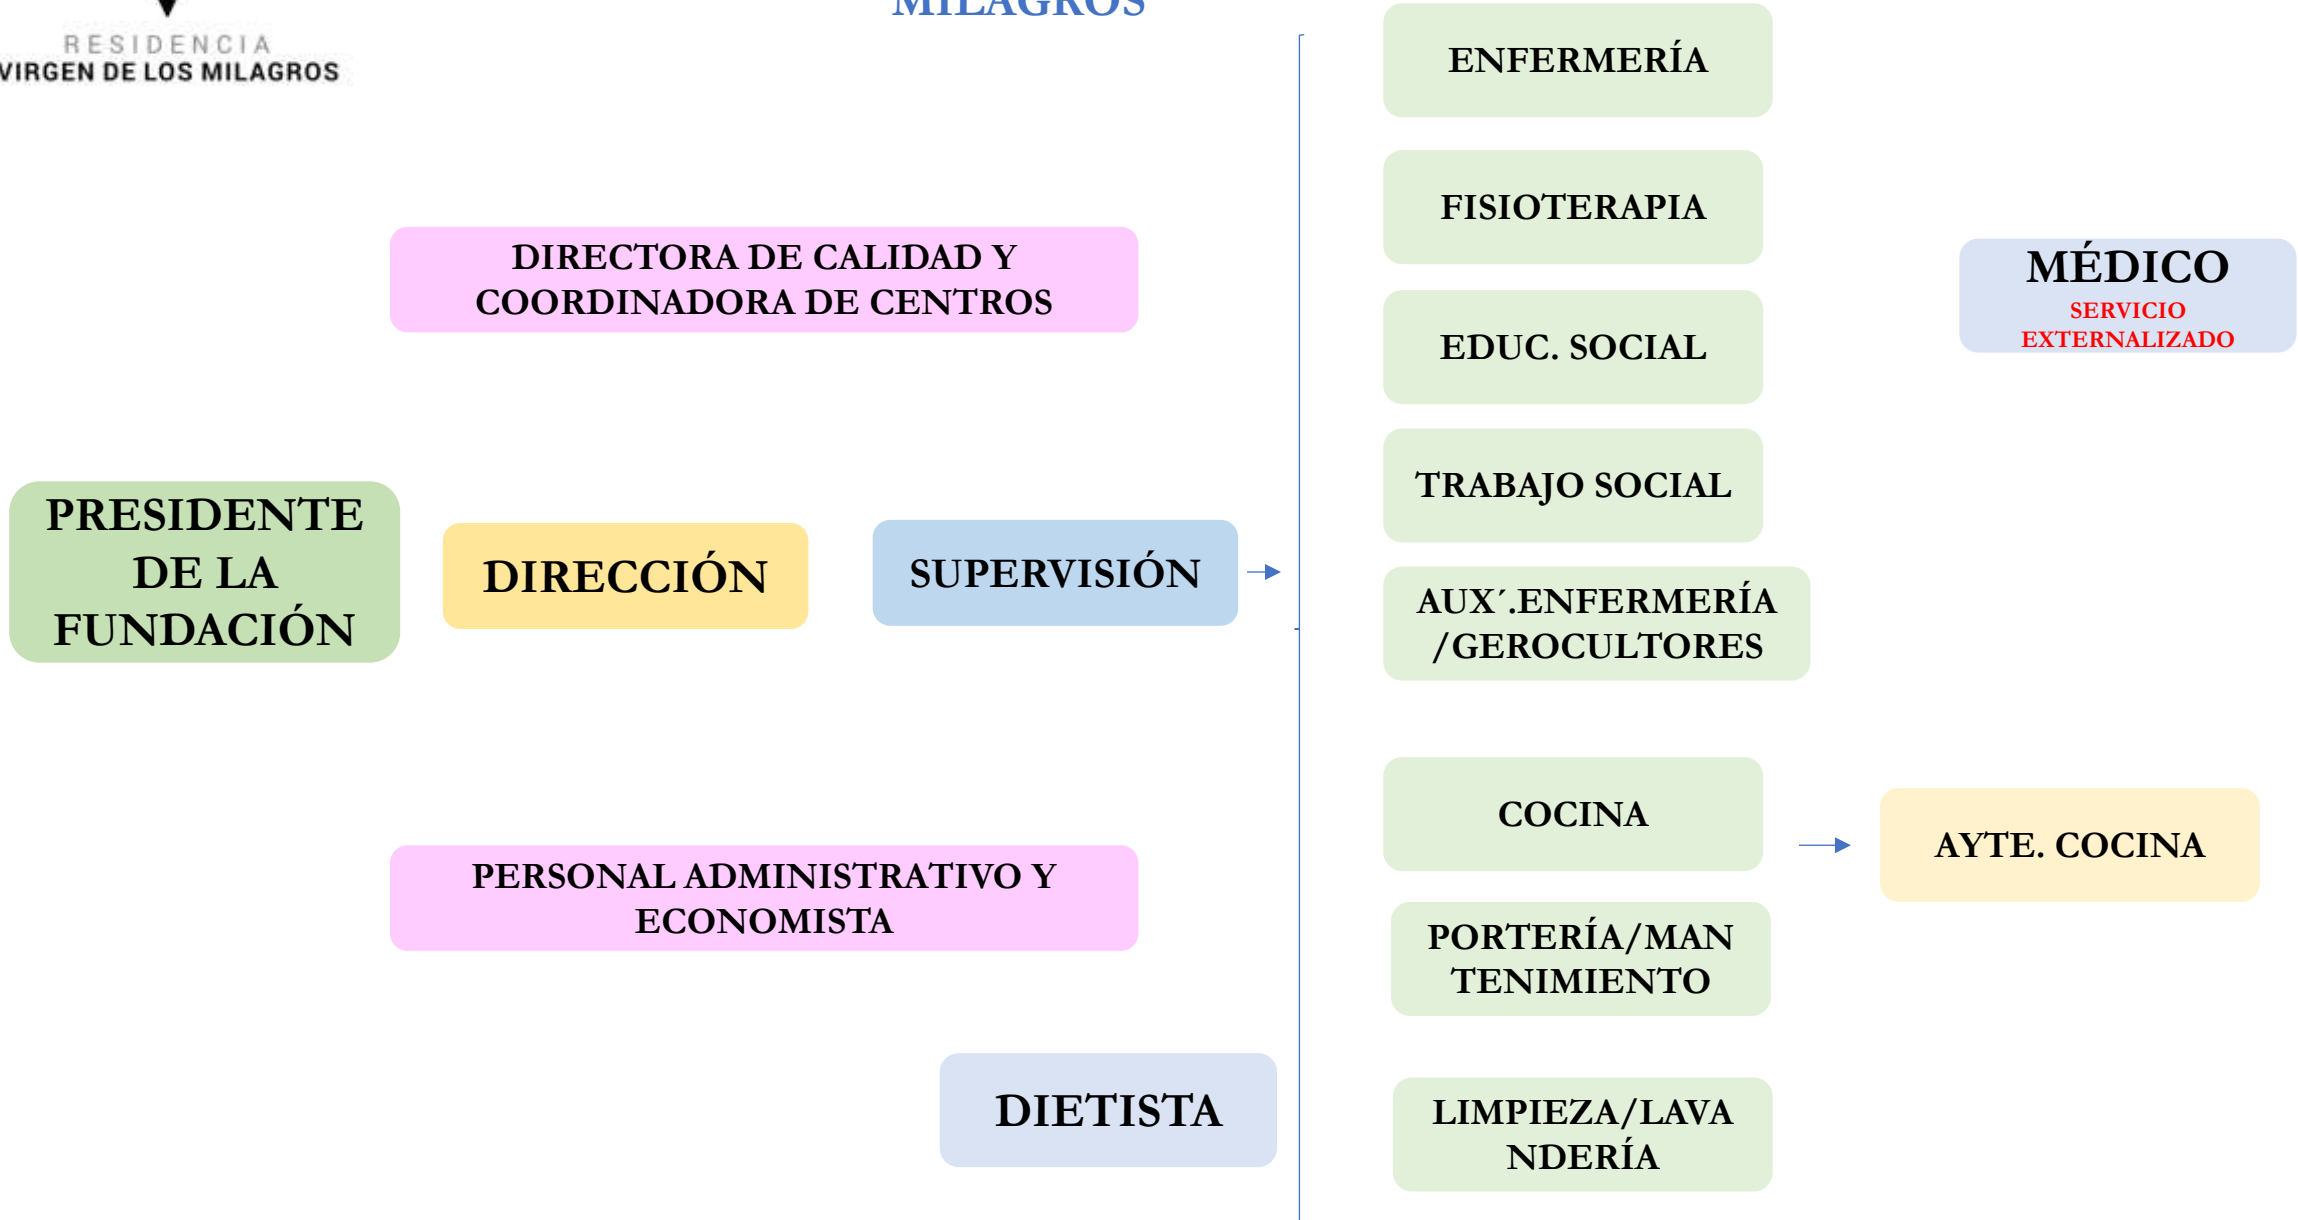 MILAGROS
RESIDENCIA
VIRGEN DE LOS MILAGROS
ENFERMERÍA
FISIOTERAPIA
DIRECTORA DE CALIDAD Y
COORDINADORA DE CENTROS
MÉDICO
SERVICIO
EXTERNALIZADO
EDUC. SOCIAL
TRABAJO SOCIAL
PRESIDENTE
DE LA
FUNDACIÓN
DIRECCIÓN
SUPERVISIÓN
AUX´.ENFERMERÍA
/GEROCULTORES
COCINA
AYTE. COCINA
PERSONAL ADMINISTRATIVO Y
ECONOMISTA
PORTERÍA/MAN
TENIMIENTO
DIETISTA
LIMPIEZA/LAVA
NDERÍA